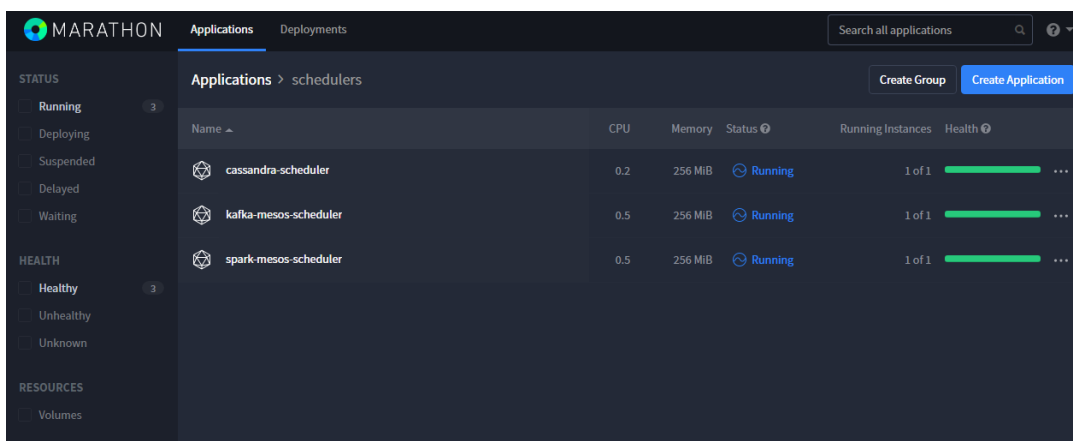 MARATHON Applications Deployments Search all applications
STATUS
Running 3
Deploying
Suspended
Delayed
Waiting
HEALTH
Healthy 3
Unhealthy
Unknown
RESOURCES
Volumes
Applications > schedulers Create Group Create Application
Name CPU Memory Status Running Instances Health
cassandra-scheduler 0.2 256 MiB Running 1 of 1
kafka-mesos-scheduler 0.5 256 MiB Running 1 of 1
spark-mesos-scheduler 0.5 256 MiB Running 1 of 1